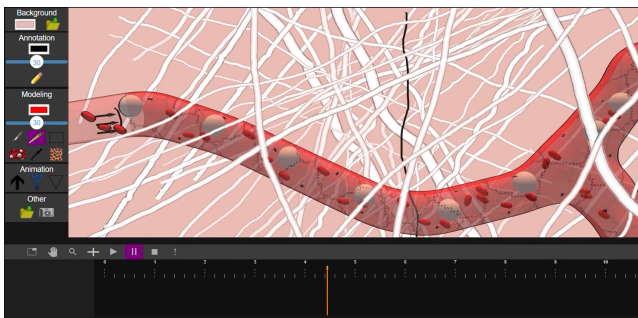 Background
Annotation
30
Modeling
30
Animation
Other
0 1 2 3 4 5 6 7 8 9 10